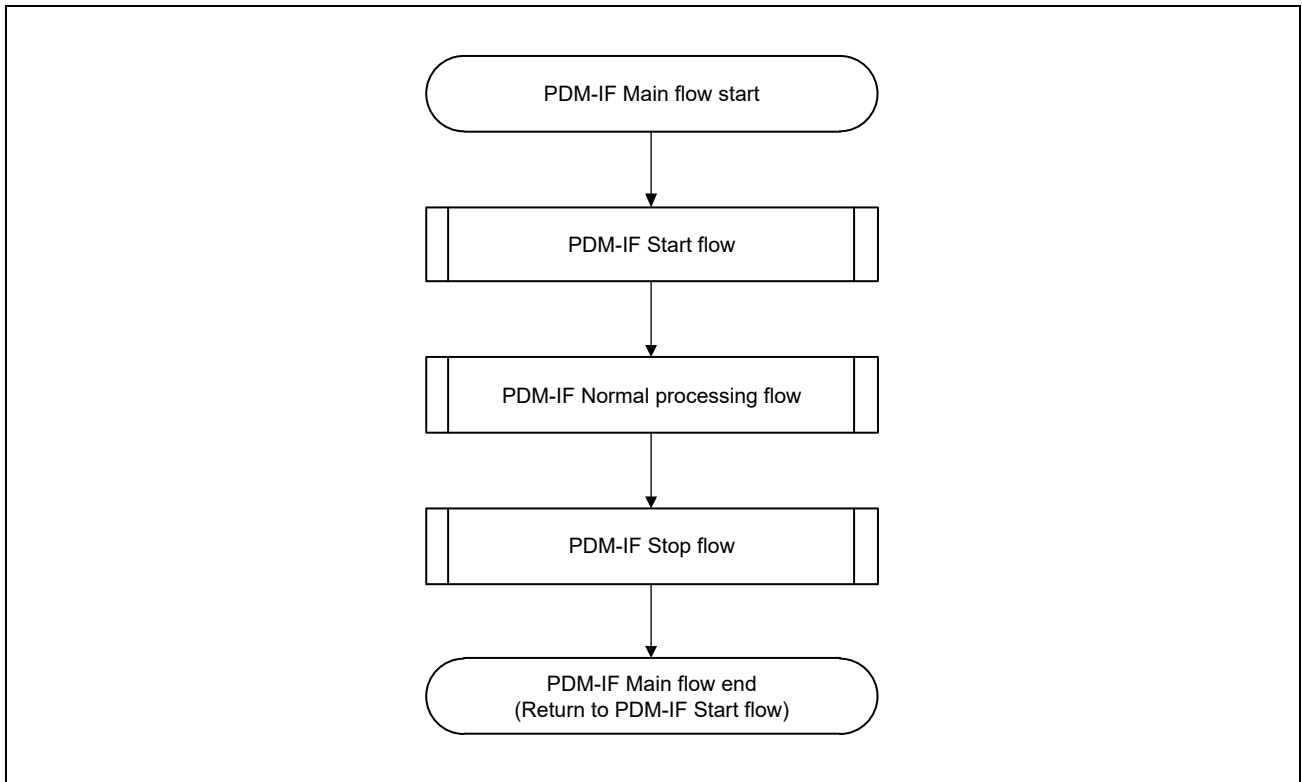 PDM-IF Main flow start
PDM-IF Start flow
PDM-IF Normal processing flow
PDM-IF Stop flow
PDM-IF Main flow end
(Return to PDM-IF Start flow)